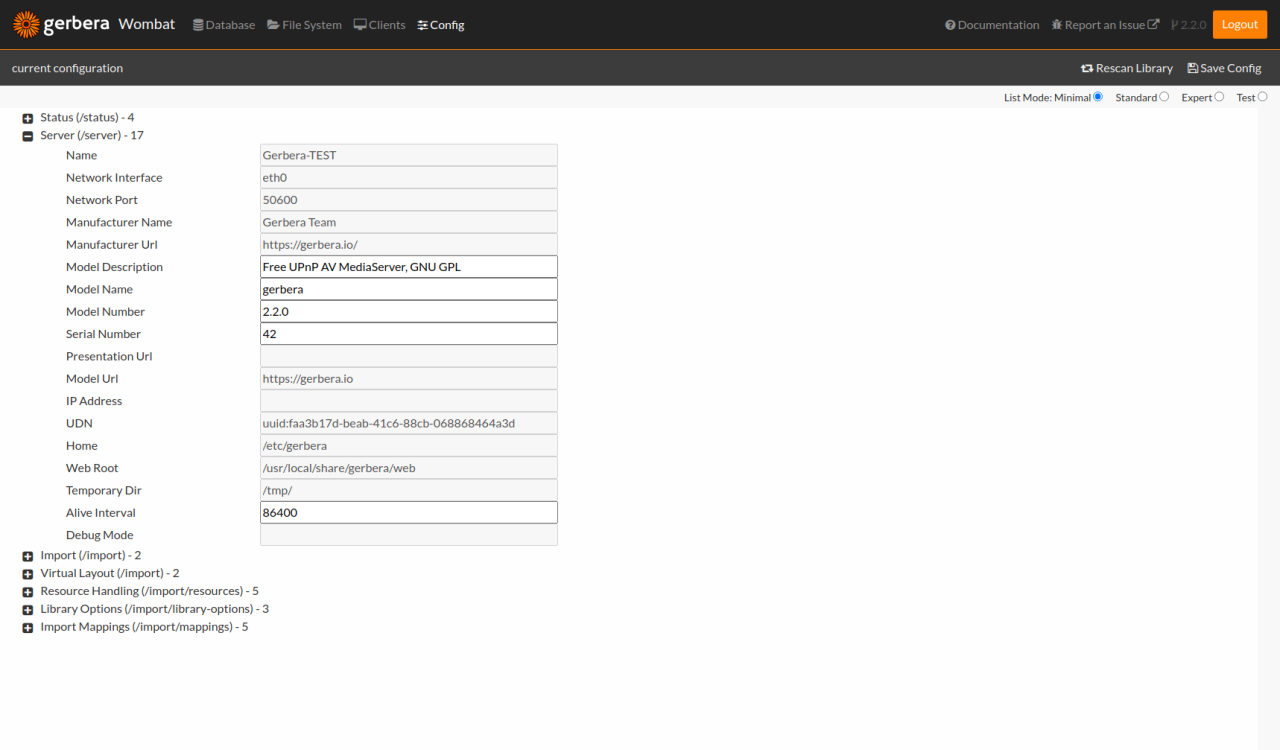 gerbera Wombat Database File System Clients Config Documentation Report an Issue 2.2.0 Logout
current configuration Rescan Library Save Config
List Mode: Minimal Standard Expert Test
Status (/status) - 4
Server (/server) - 17
Name Gerbera-TEST
Network Interface eth0
Network Port 50600
Manufacturer Name Gerbera Team
Manufacturer Url https://gerbera.io/
Model Description Free UPnP AV MediaServer, GNU GPL
Model Name gerbera
Model Number 2.2.0
Serial Number 42
Presentation Url
Model Url https://gerbera.io
IP Address
UDN uuid:faa3b17d-beab-41c6-88cb-068868464a3d
Home /etc/gerbera
Web Root /usr/local/share/gerbera/web
Temporary Dir /tmp/
Alive Interval 86400
Debug Mode
Import (/import) - 2
Virtual Layout (/import) - 2
Resource Handling (/import/resources) - 5
Library Options (/import/library-options) - 3
Import Mappings (/import/mappings) - 5